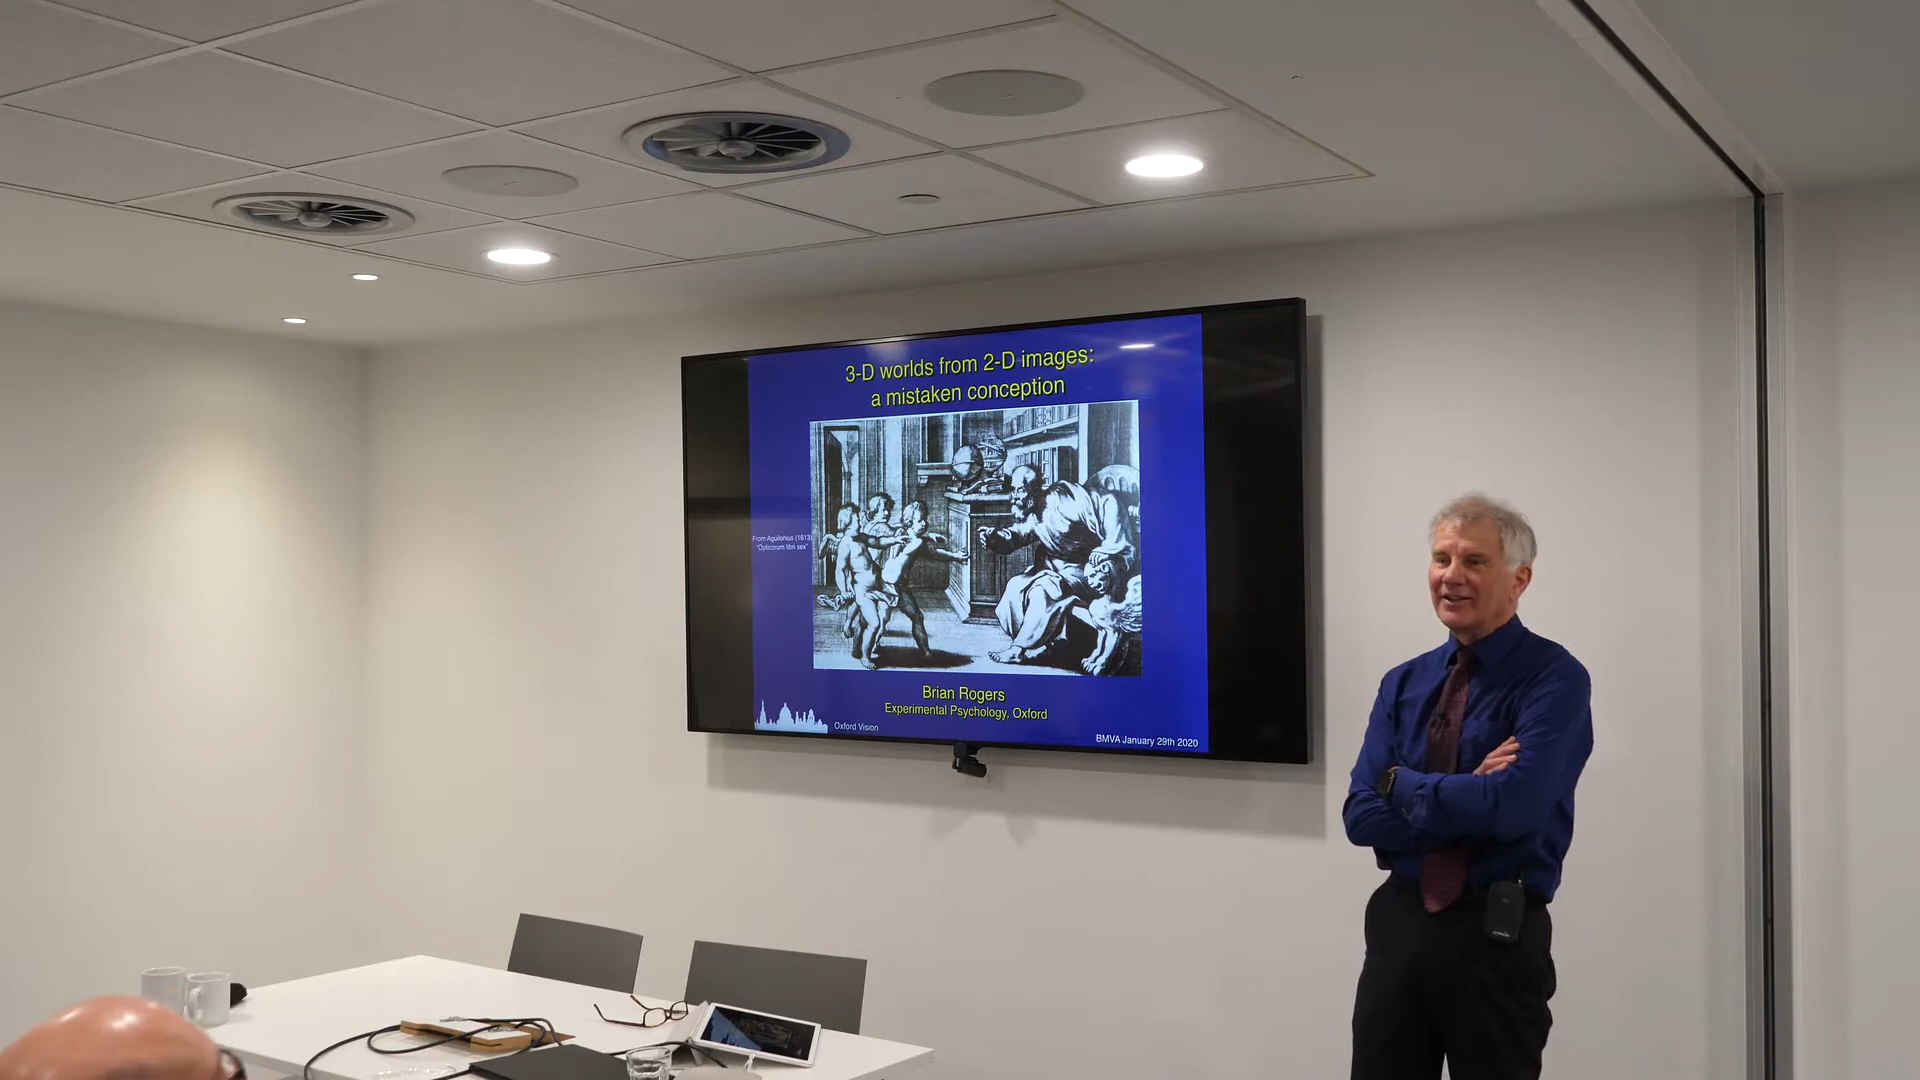 3-D worlds from 2-D images:
a mistaken conception
From Aguilonius (1613)
"Opticorum libri sex"
Brian Rogers
Experimental Psychology, Oxford
Oxford Vision
BMVA January 29th 2020